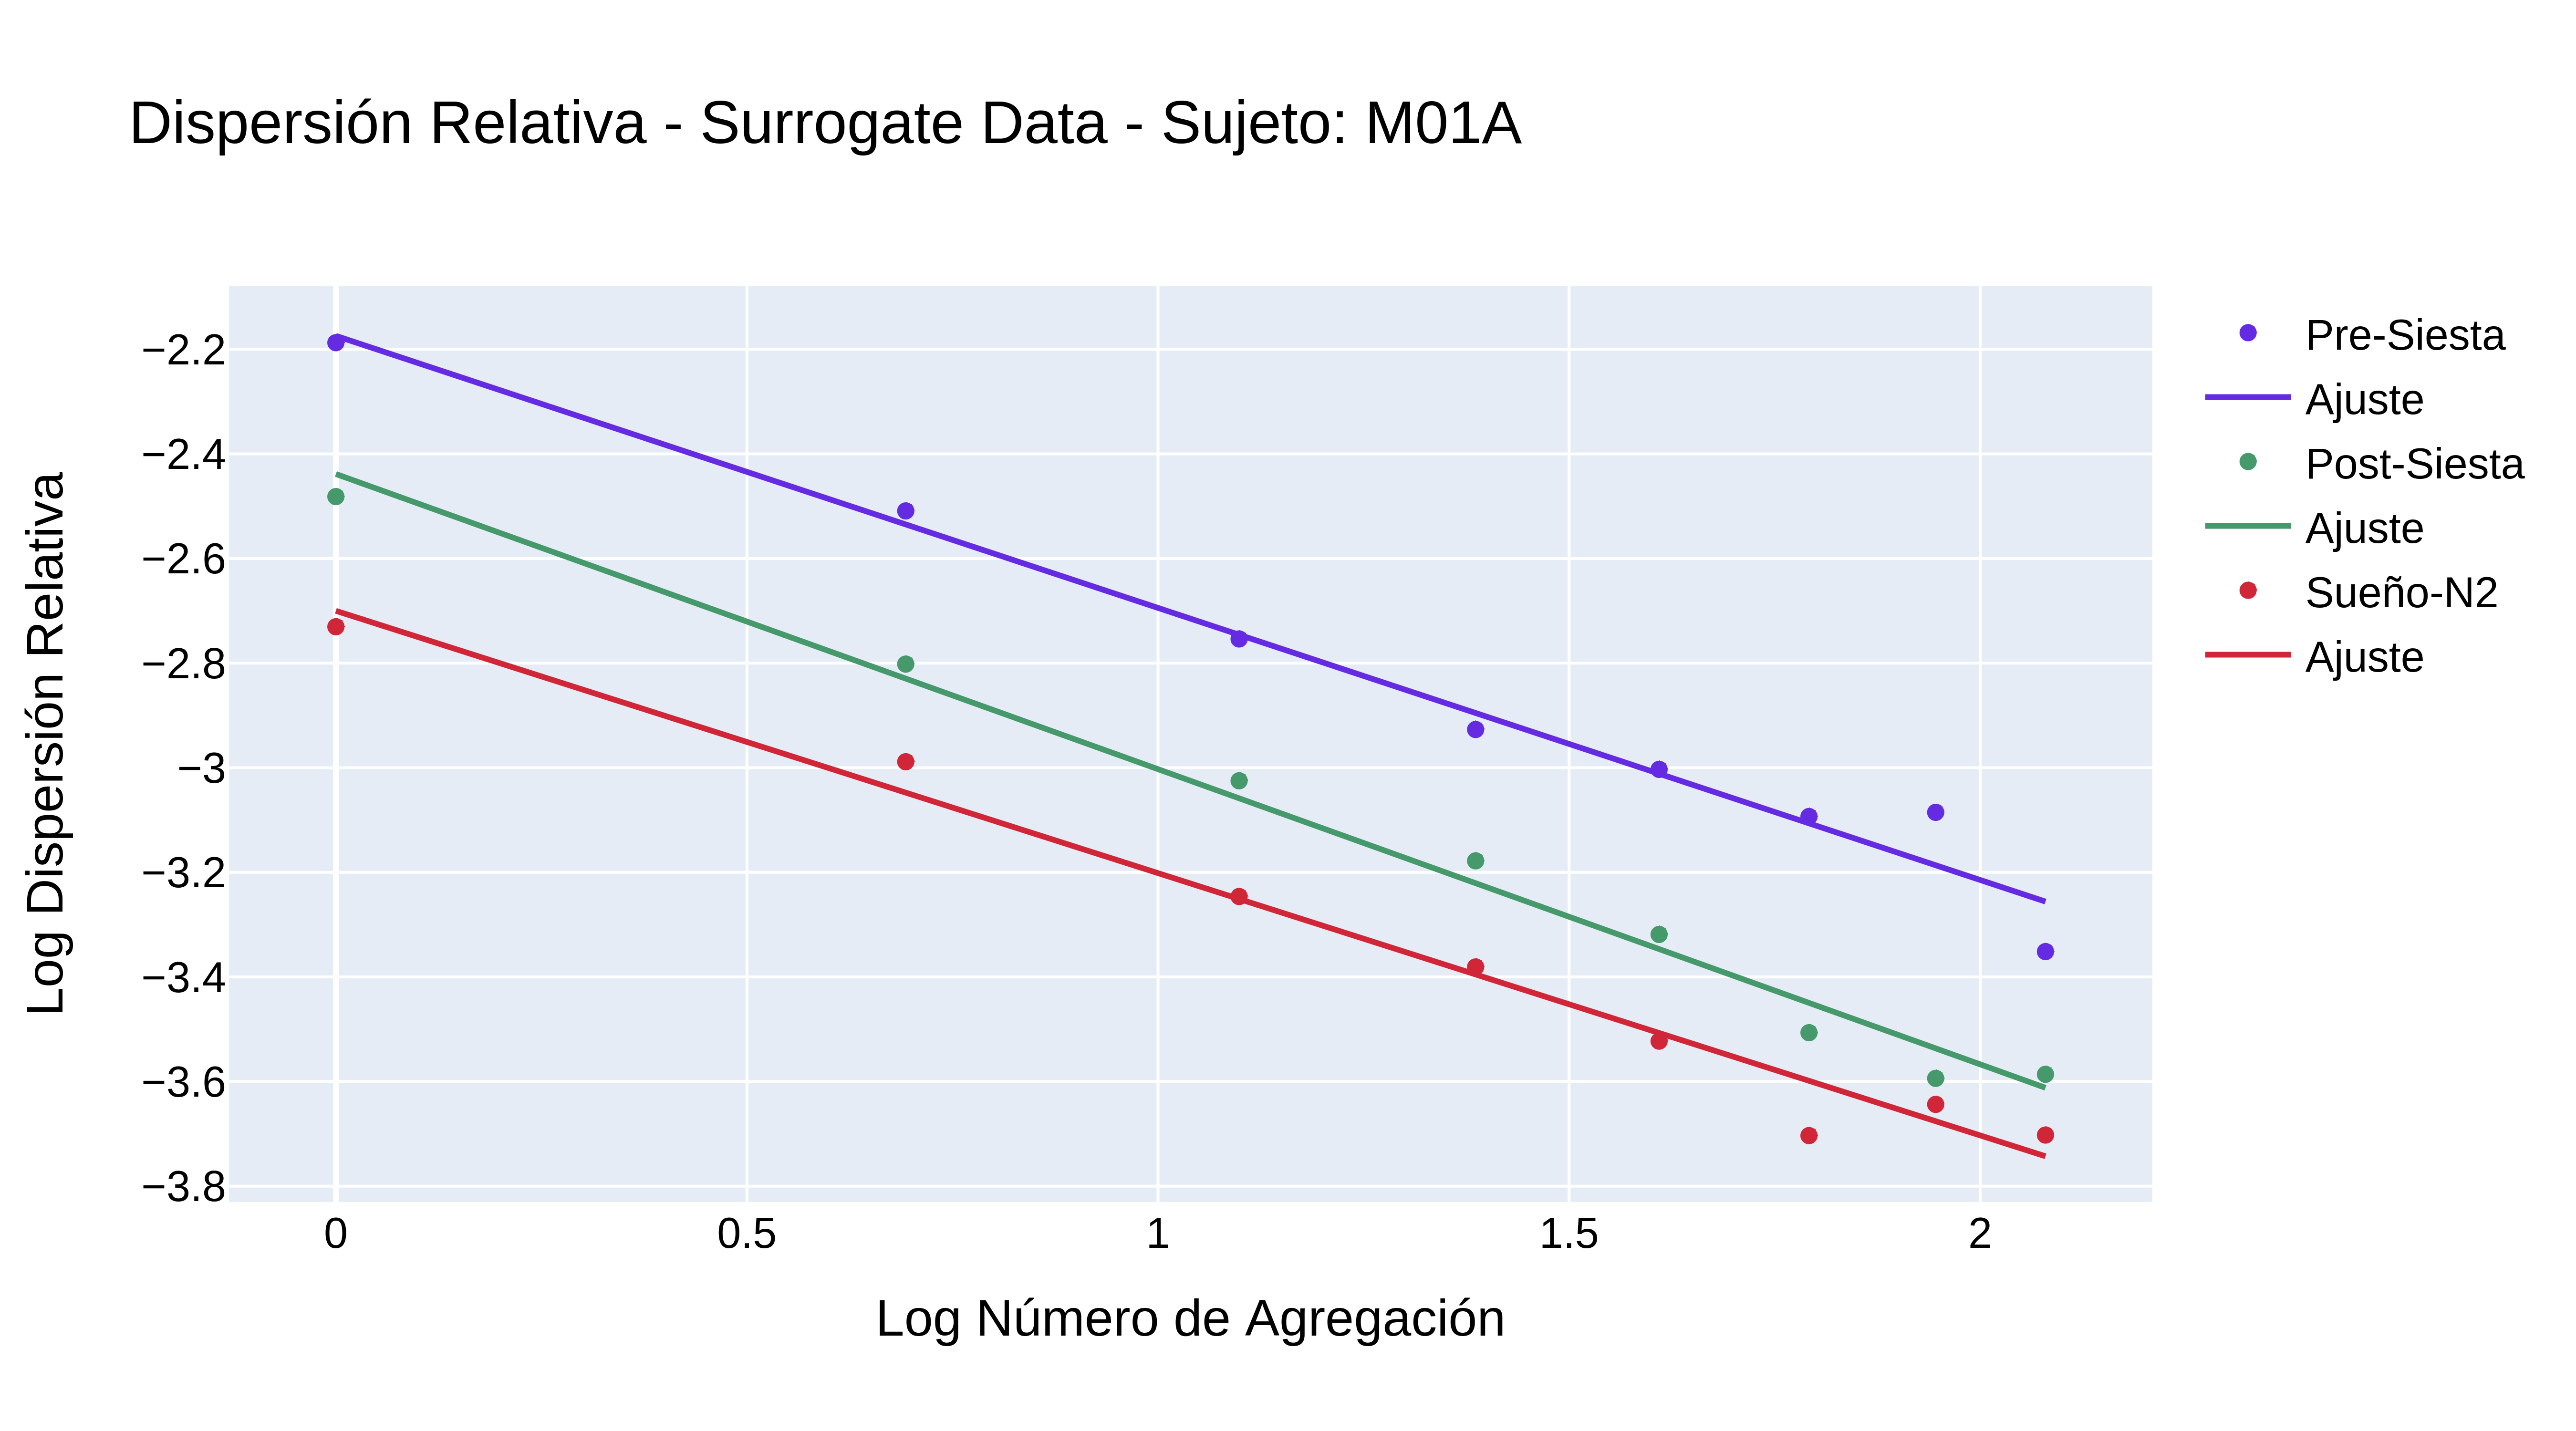 Dispersión Relativa - Surrogate Data - Sujeto: M01A
Log Dispersión Relativa
−2.2
−2.4
−2.6
−2.8
−3
−3.2
−3.4
−3.6
−3.8
0
0.5
1
1.5
2
Log Número de Agregación
Pre-Siesta
Ajuste
Post-Siesta
Ajuste
Sueño-N2
Ajuste